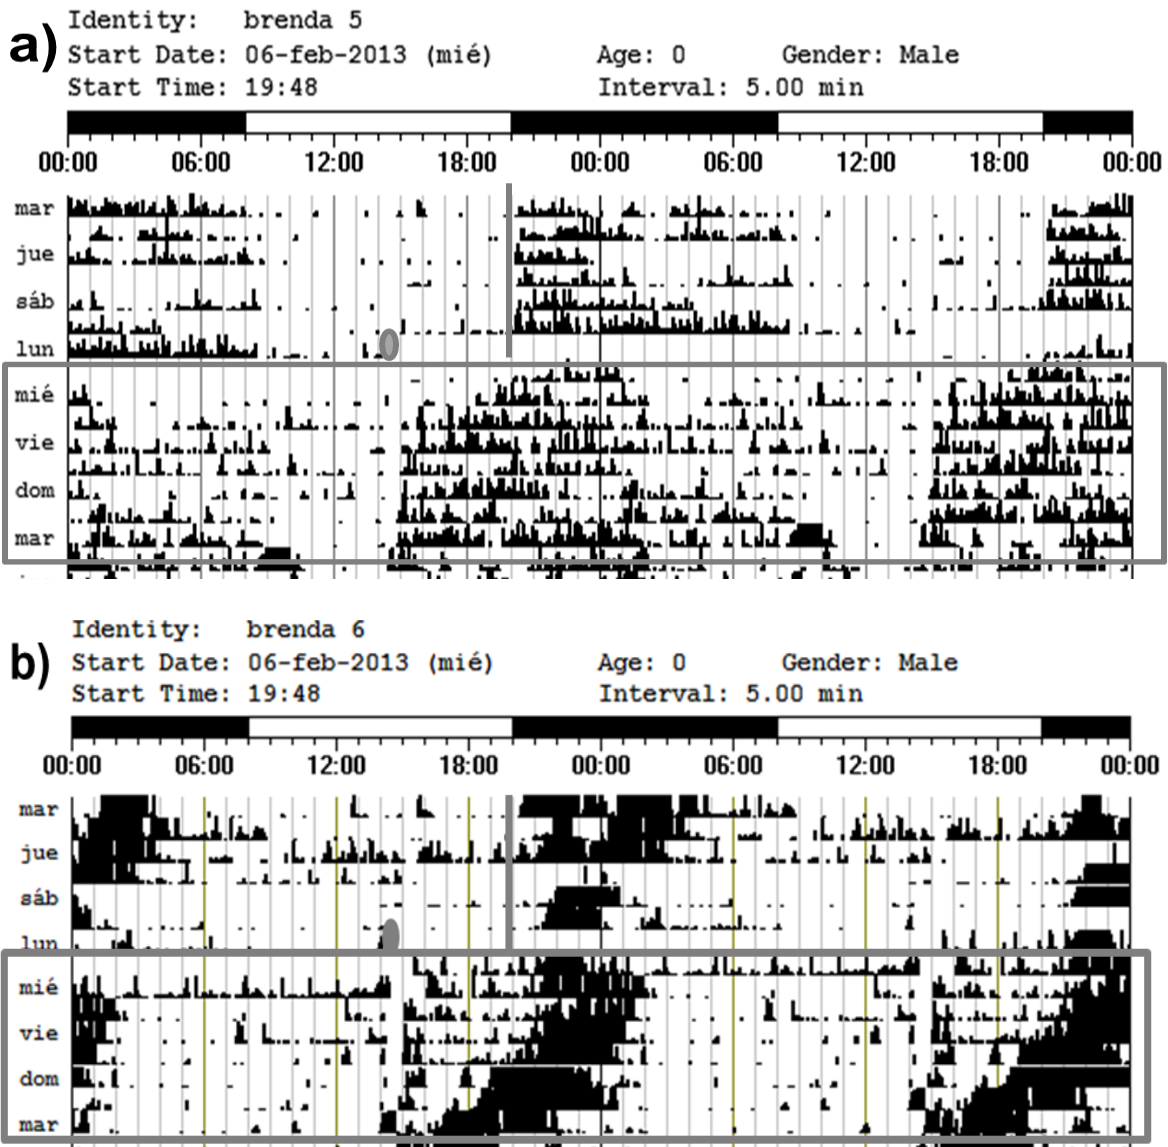 a)
Identity: brenda 5
Start Date: 06-feb-2013 (mié) Age: 0 Gender: Male
Start Time: 19:48 Interval: 5.00 min
00:00 06:00 12:00 18:00 00:00 06:00 12:00 18:00 00:00
mar
jue
sáb
lun
mié
vie
dom
mar
b)
Identity: brenda 6
Start Date: 06-feb-2013 (mié) Age: 0 Gender: Male
Start Time: 19:48 Interval: 5.00 min
00:00 06:00 12:00 18:00 00:00 06:00 12:00 18:00 00:00
mar
jue
sáb
lun
mié
vie
dom
mar